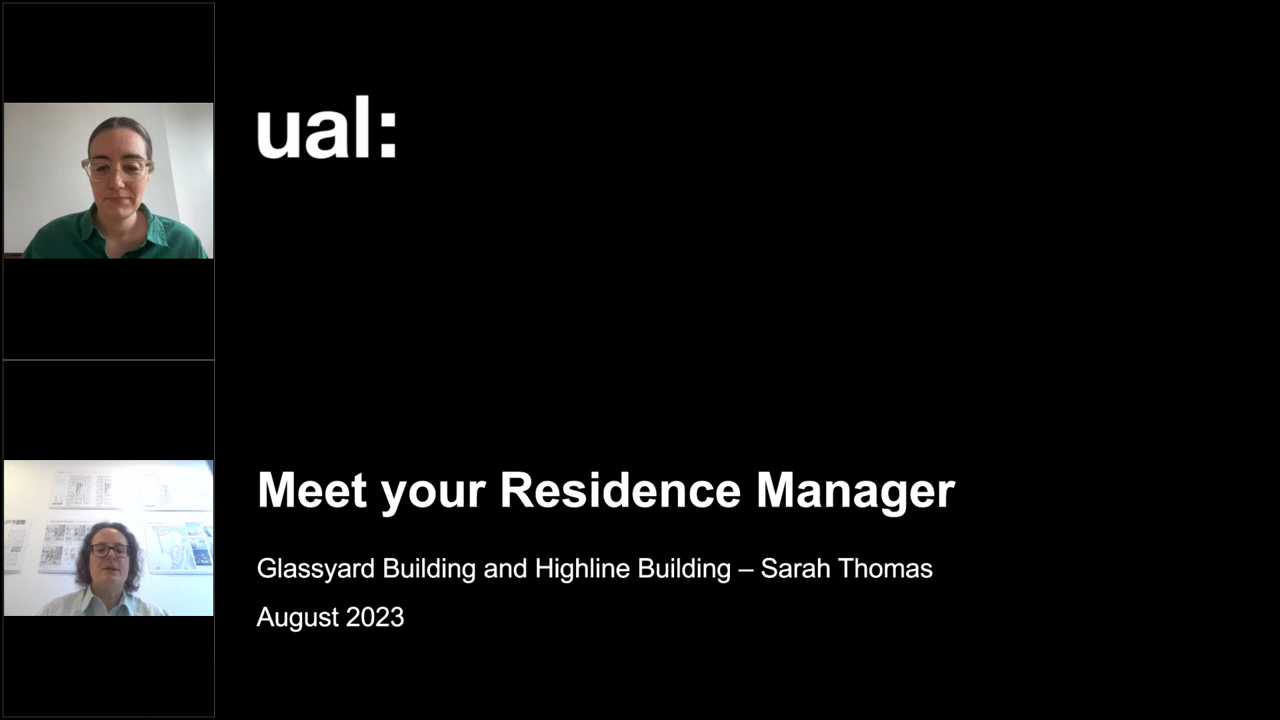 ual:
Meet your Residence Manager
Glassyard Building and Highline Building – Sarah Thomas
August 2023